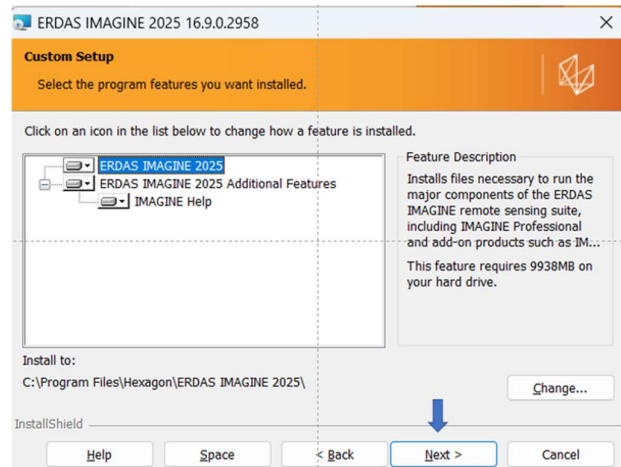 ERDAS IMAGINE 2025 16.9.0.2958
Custom Setup
Select the program features you want installed.
Click on an icon in the list below to change how a feature is installed.
ERDAS IMAGINE 2025
ERDAS IMAGINE 2025 Additional Features
IMAGINE Help
Feature Description
Installs files necessary to run the
major components of the ERDAS
IMAGINE remote sensing suite,
including IMAGINE Professional
and add-on products such as IM...
This feature requires 9938MB on
your hard drive.
Install to:
C:\Program Files\Hexagon\ERDAS IMAGINE 2025\
Change...
InstallShield
Help
Space
< Back
Next >
Cancel